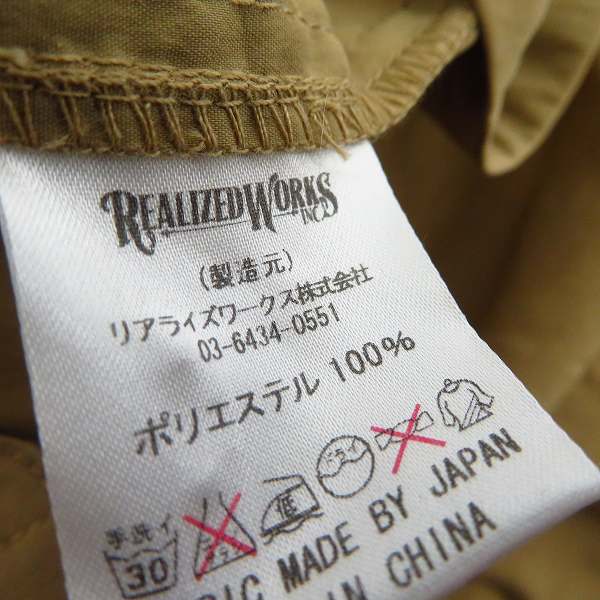 REALIZEDWORKS
INC.
(製造元)
リアライズワークス株式会社
03-6434-0551
ポリエステル 100%
手洗イ
30
低
ドライ
MADE BY JAPAN
IN CHINA